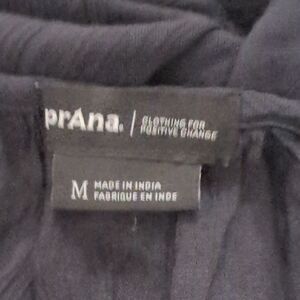 prAna. | CLOTHING FOR
POSITIVE CHANGE
M MADE IN INDIA
FABRIQUE EN INDE